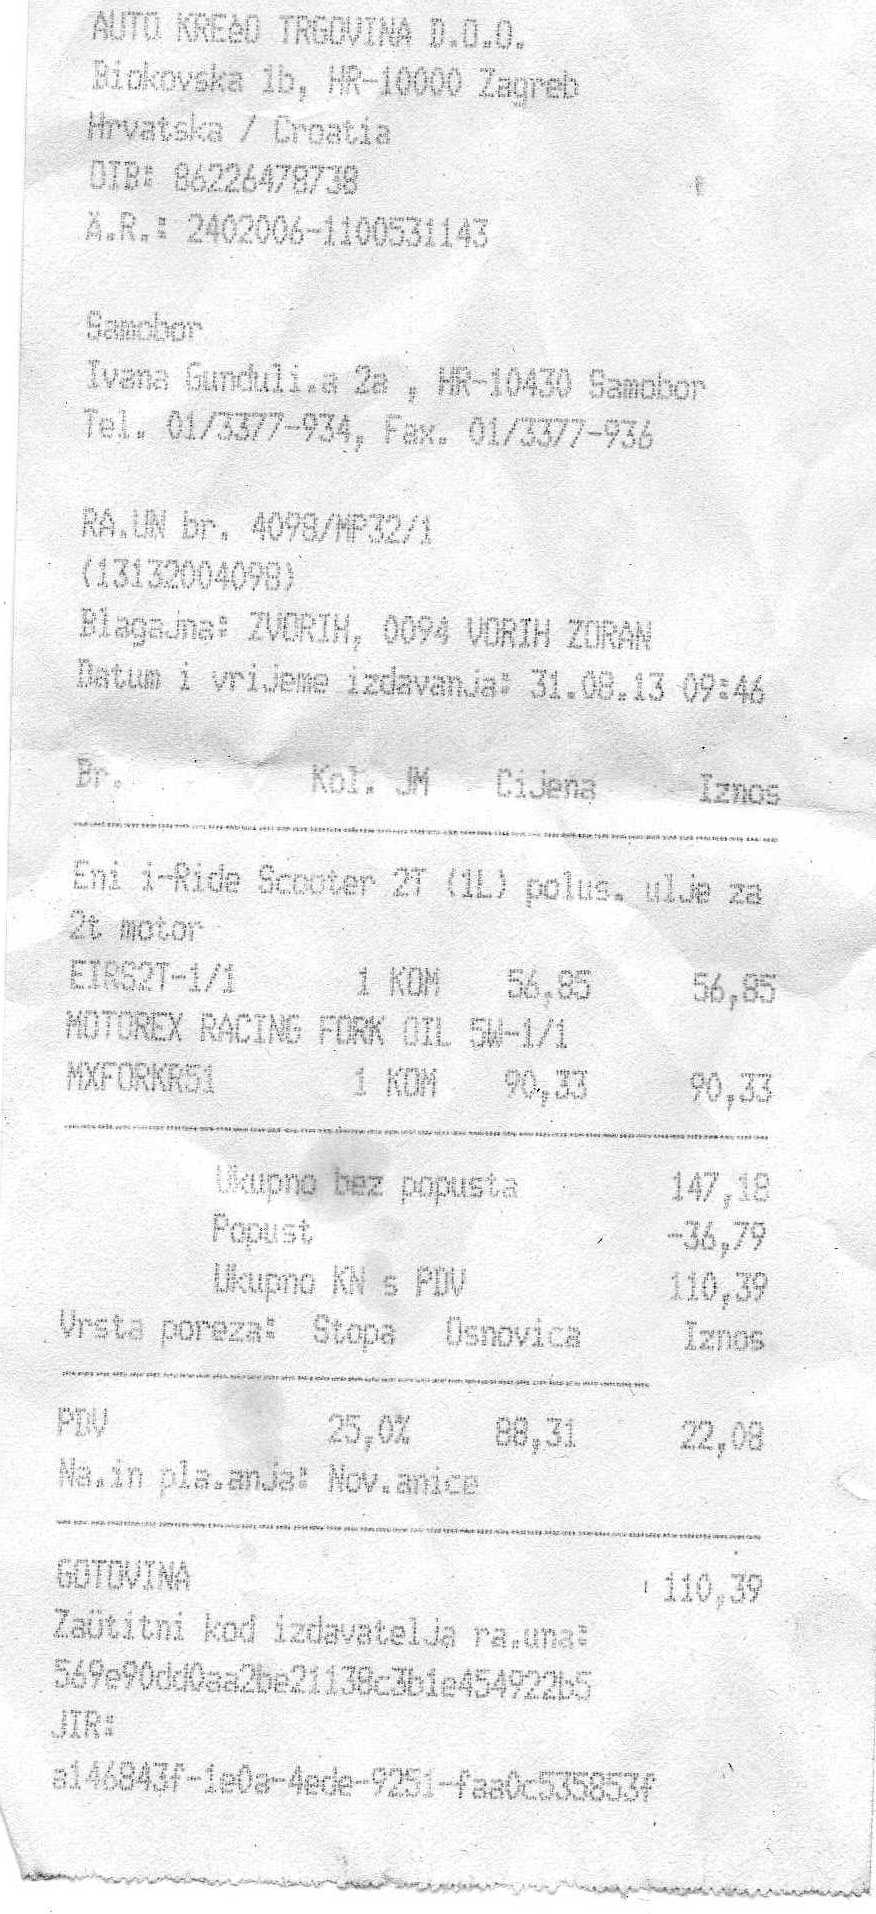 AUTO KREšO TRGOVINA D.O.O.
Biokovska 1b, HR-10000 Zagreb
Hrvatska / Croatia
OIB: 86226478738
Ä.R.: 2402006-1100531143
Samobor
Ivana Gunduli.a 2a , HR-10430 Samobor
Tel. 01/3377-934, Fax. 01/3377-936
RA.UN br. 4098/MP32/1
(13132004098)
Blagajna: ZVORIH, 0094 VORIH ZORAN
Datum i vrijeme izdavanja: 31.08.13 09:46
Br. Kol. JM Cijena Iznos
Eni i-Ride Scooter 2T (1L) polus. ulje za
2t motor
EIRS2T-1/1 1 KOM 56,85 56,85
MOTOREX RACING FORK OIL 5W-1/1
MXFORKR51 1 KOM 90,33 90,33
Ukupno bez popusta 147,18
Popust -36,79
Ukupno KN s PDV 110,39
Vrsta poreza: Stopa Osnovica Iznos
PDV 25,0% 88,31 22,08
Na.in pla.anja: Nov.anice
GOTOVINA 110,39
Zaütitni kod izdavatelja ra.una:
569e90dd0aa2be21138c3b1e454922b5
JIR:
a146843f-1e0a-4ede-9251-faa0c535853f